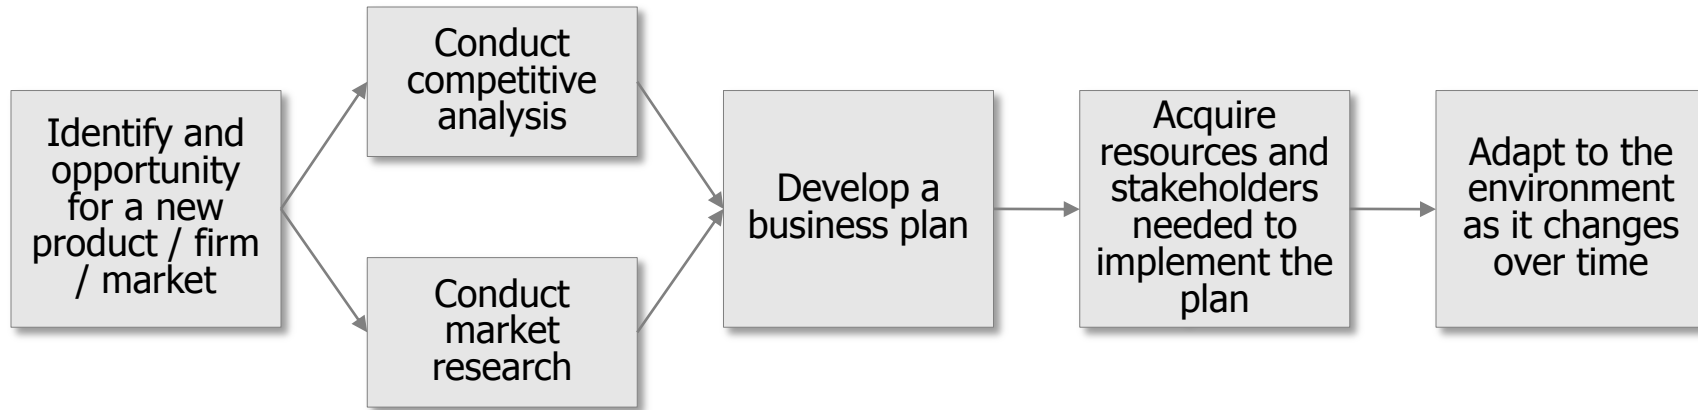 Identify and
opportunity
for a new
product / firm
/ market
Conduct
competitive
analysis
Conduct
market
research
Develop a
business plan
Acquire
resources and
stakeholders
needed to
implement the
plan
Adapt to the
environment
as it changes
over time